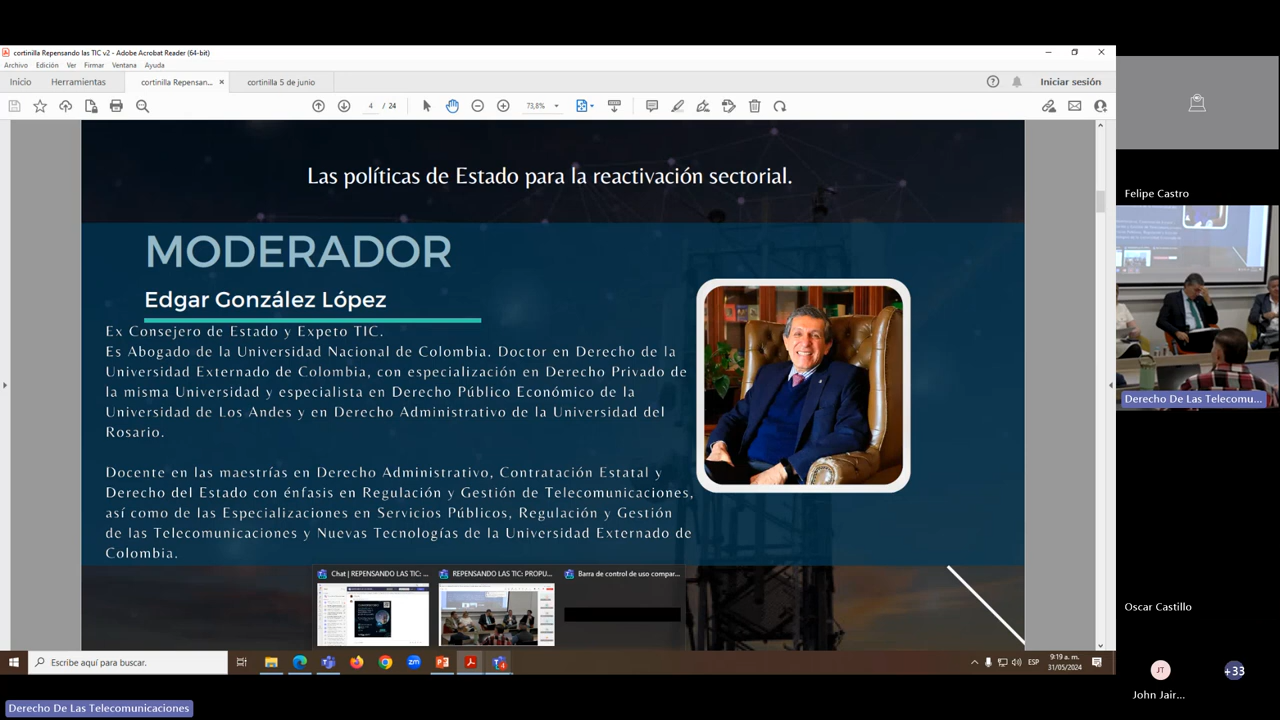 cortinilla Repensando las TIC v2 - Adobe Acrobat Reader (64-bit)
Archivo Edición Ver Firmar Ventana Ayuda
Inicio Herramientas cortinilla Repensan... × cortinilla 5 de junio Iniciar sesión
4 / 24 73,8%
Las políticas de Estado para la reactivación sectorial.
MODERADOR
Edgar González López
Ex Consejero de Estado y Expeto TIC.
Es Abogado de la Universidad Nacional de Colombia. Doctor en Derecho de la
Universidad Externado de Colombia, con especialización en Derecho Privado de
la misma Universidad y especialista en Derecho Público Económico de la
Universidad de Los Andes y en Derecho Administrativo de la Universidad del
Rosario.
Docente en las maestrías en Derecho Administrativo, Contratación Estatal y
Derecho del Estado con énfasis en Regulación y Gestión de Telecomunicaciones,
así como de las Especializaciones en Servicios Públicos, Regulación y Gestión
de las Telecomunicaciones y Nuevas Tecnologías de la Universidad Externado de
Colombia.
Chat | REPENSANDO LAS TIC: ... REPENSANDO LAS TIC: PROPU... Barra de control de uso compar...
Escribe aquí para buscar.
ESP
9:19 a. m.
31/05/2024
Felipe Castro
Derecho De Las Telecomu...
Oscar Castillo
JT
+33
John Jair...
Derecho De Las Telecomunicaciones